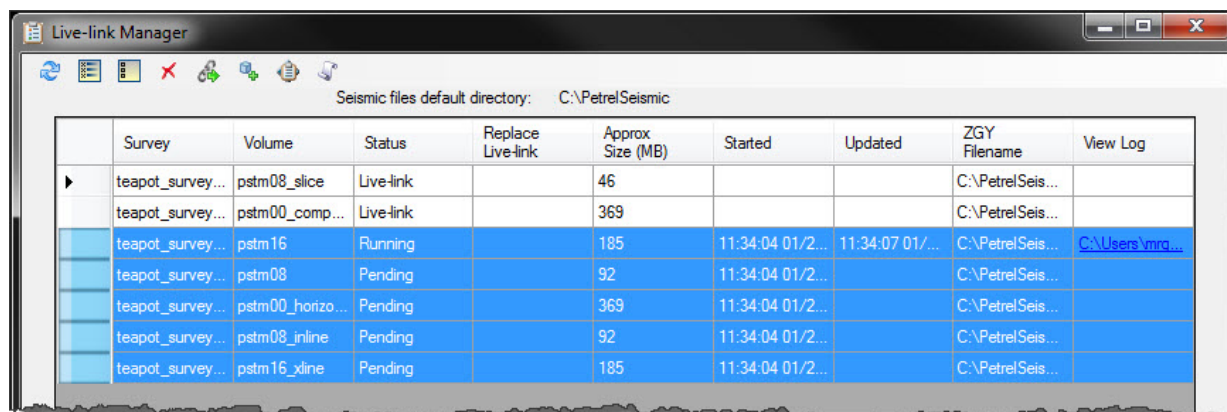 Live-link Manager
Seismic files default directory: C:\PetrelSeismic
Survey Volume Status Replace Live-link Approx Size (MB) Started Updated ZGY Filename View Log
teapot_survey... pstm08_slice Live-link 46 C:\PetrelSeis...
teapot_survey... pstm00_comp... Live-link 369 C:\PetrelSeis...
teapot_survey... pstm16 Running 185 11:34:04 01/2... 11:34:07 01/... C:\PetrelSeis... C:\Users\mrg...
teapot_survey... pstm08 Pending 92 11:34:04 01/2... C:\PetrelSeis...
teapot_survey... pstm00_horizo... Pending 369 11:34:04 01/2... C:\PetrelSeis...
teapot_survey... pstm08_inline Pending 92 11:34:04 01/2... C:\PetrelSeis...
teapot_survey... pstm16_xline Pending 185 11:34:04 01/2... C:\PetrelSeis...